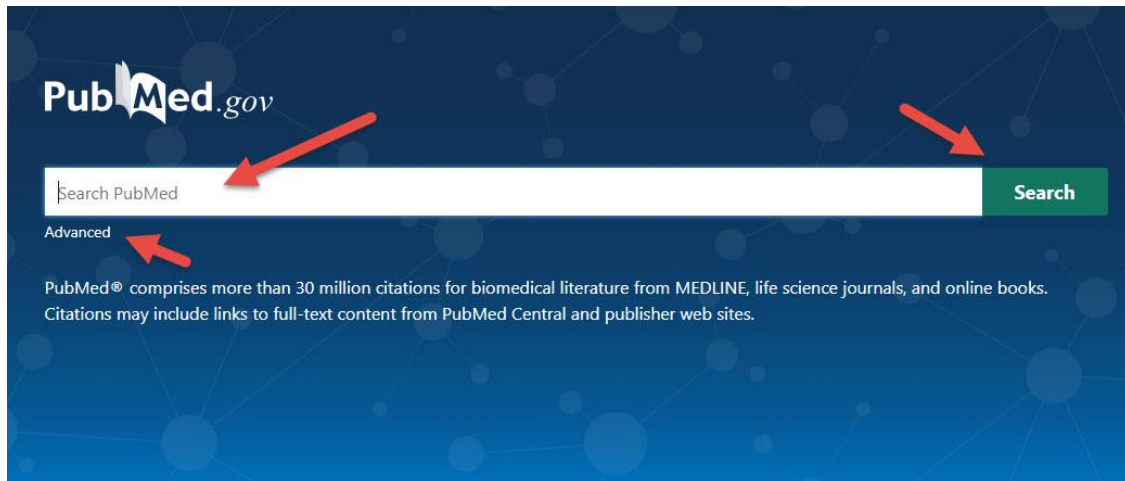 PubMed.gov
Search PubMed
Search
Advanced
PubMed® comprises more than 30 million citations for biomedical literature from MEDLINE, life science journals, and online books.
Citations may include links to full-text content from PubMed Central and publisher web sites.